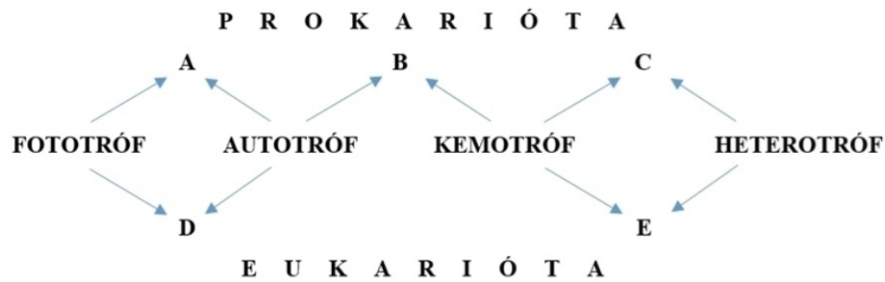 P R O K A R I Ó T A
A B C
FOTOTRÓF AUTOTRÓF KEMOTRÓF HETEROTRÓF
D E
E U K A R I Ó T A